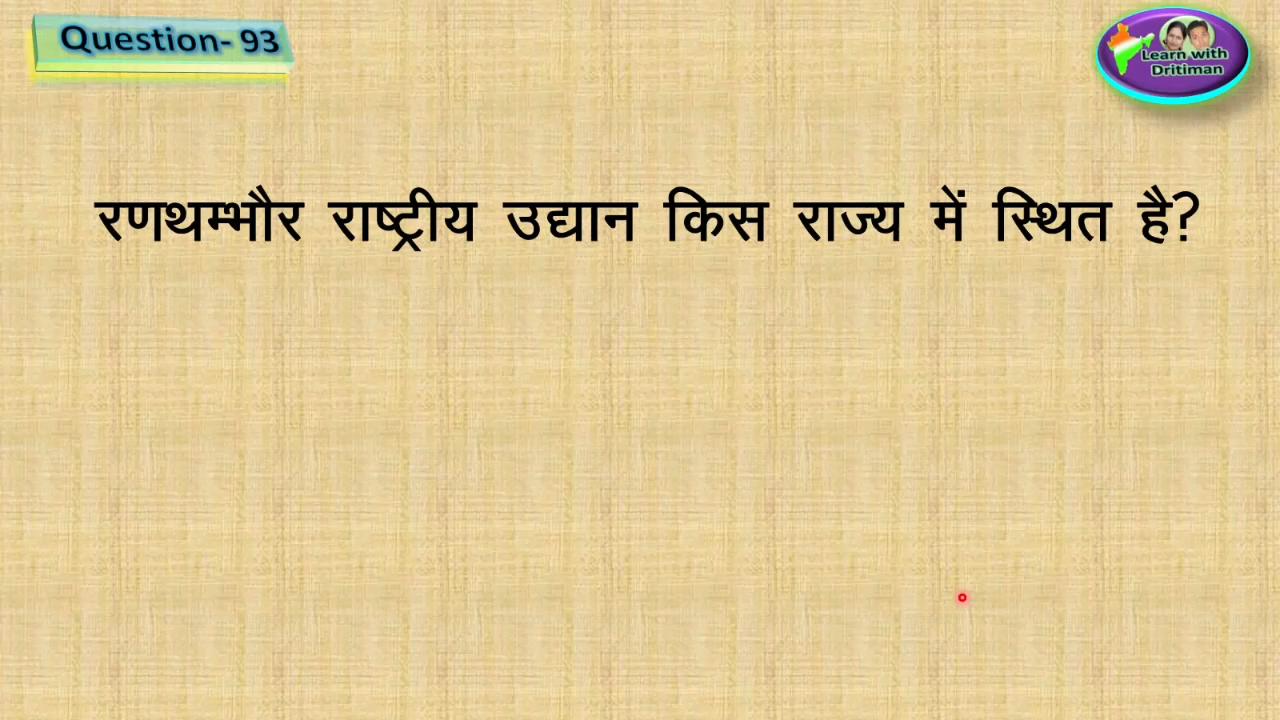 Question- 93
Learn with
Dritiman
रणथम्भौर राष्ट्रीय उद्यान किस राज्य में स्थित है?